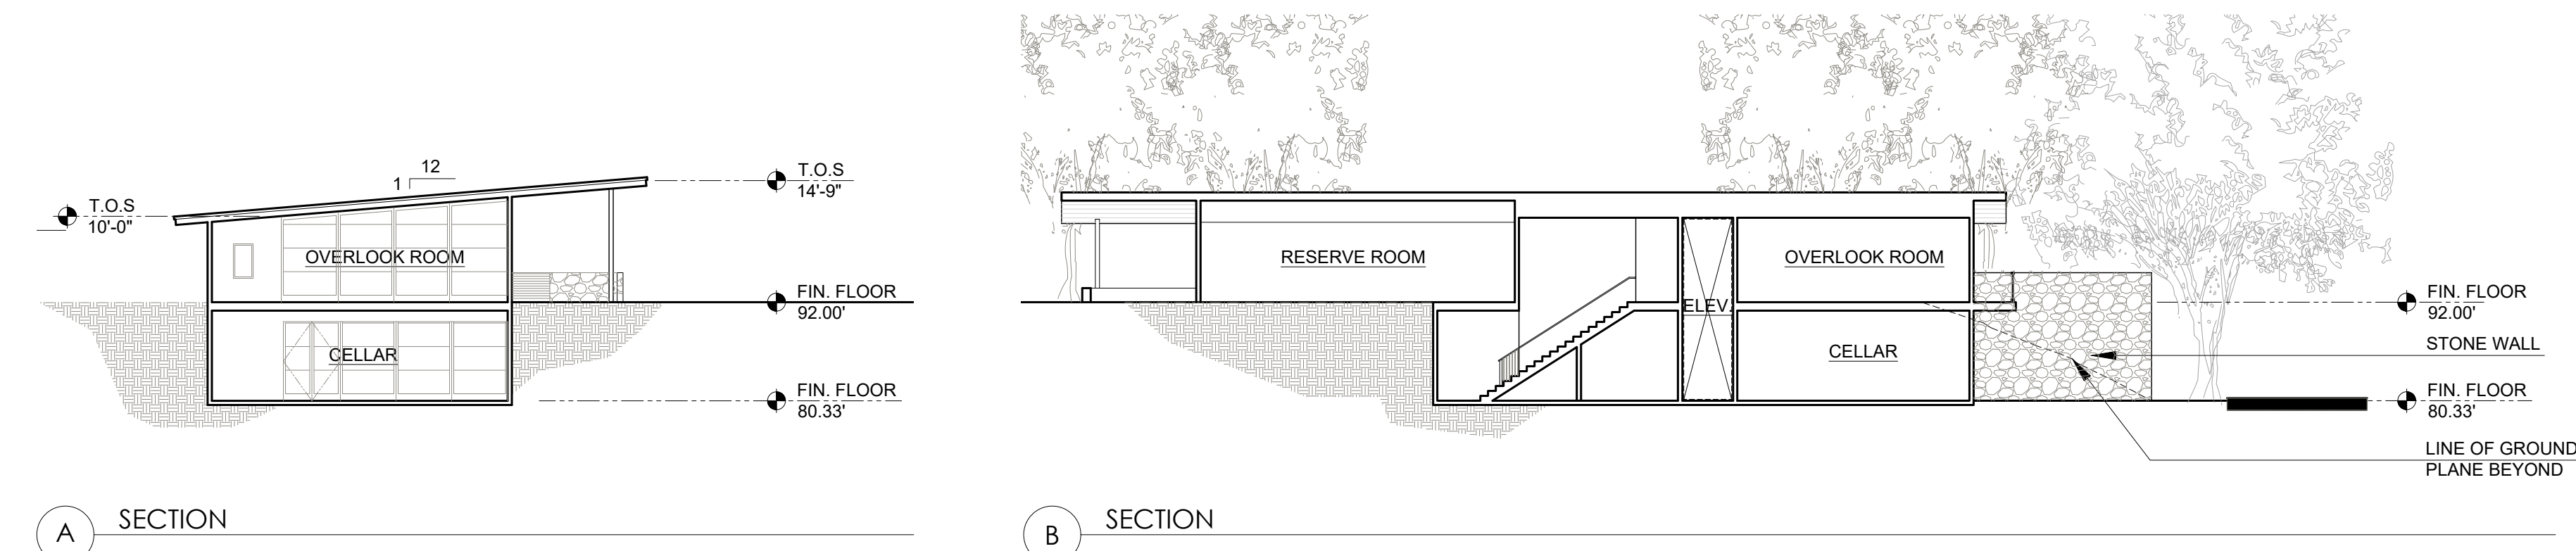 12
1
T.O.S
14'-9"
T.O.S
10'-0"
OVERLOOK ROOM
FIN. FLOOR
92.00'
CELLAR
FIN. FLOOR
80.33'
A
SECTION
RESERVE ROOM
OVERLOOK ROOM
ELEV
CELLAR
FIN. FLOOR
92.00'
STONE WALL
FIN. FLOOR
80.33'
LINE OF GROUND
PLANE BEYOND
B
SECTION